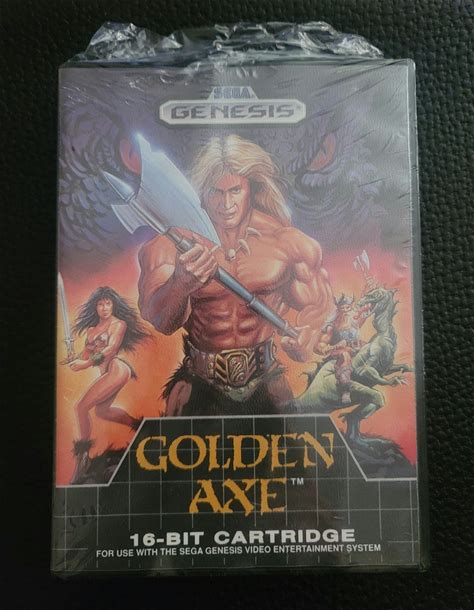 SEGA
GENESIS
GOLDEN
AXE™
16-BIT CARTRIDGE
FOR USE WITH THE SEGA GENESIS VIDEO ENTERTAINMENT SYSTEM